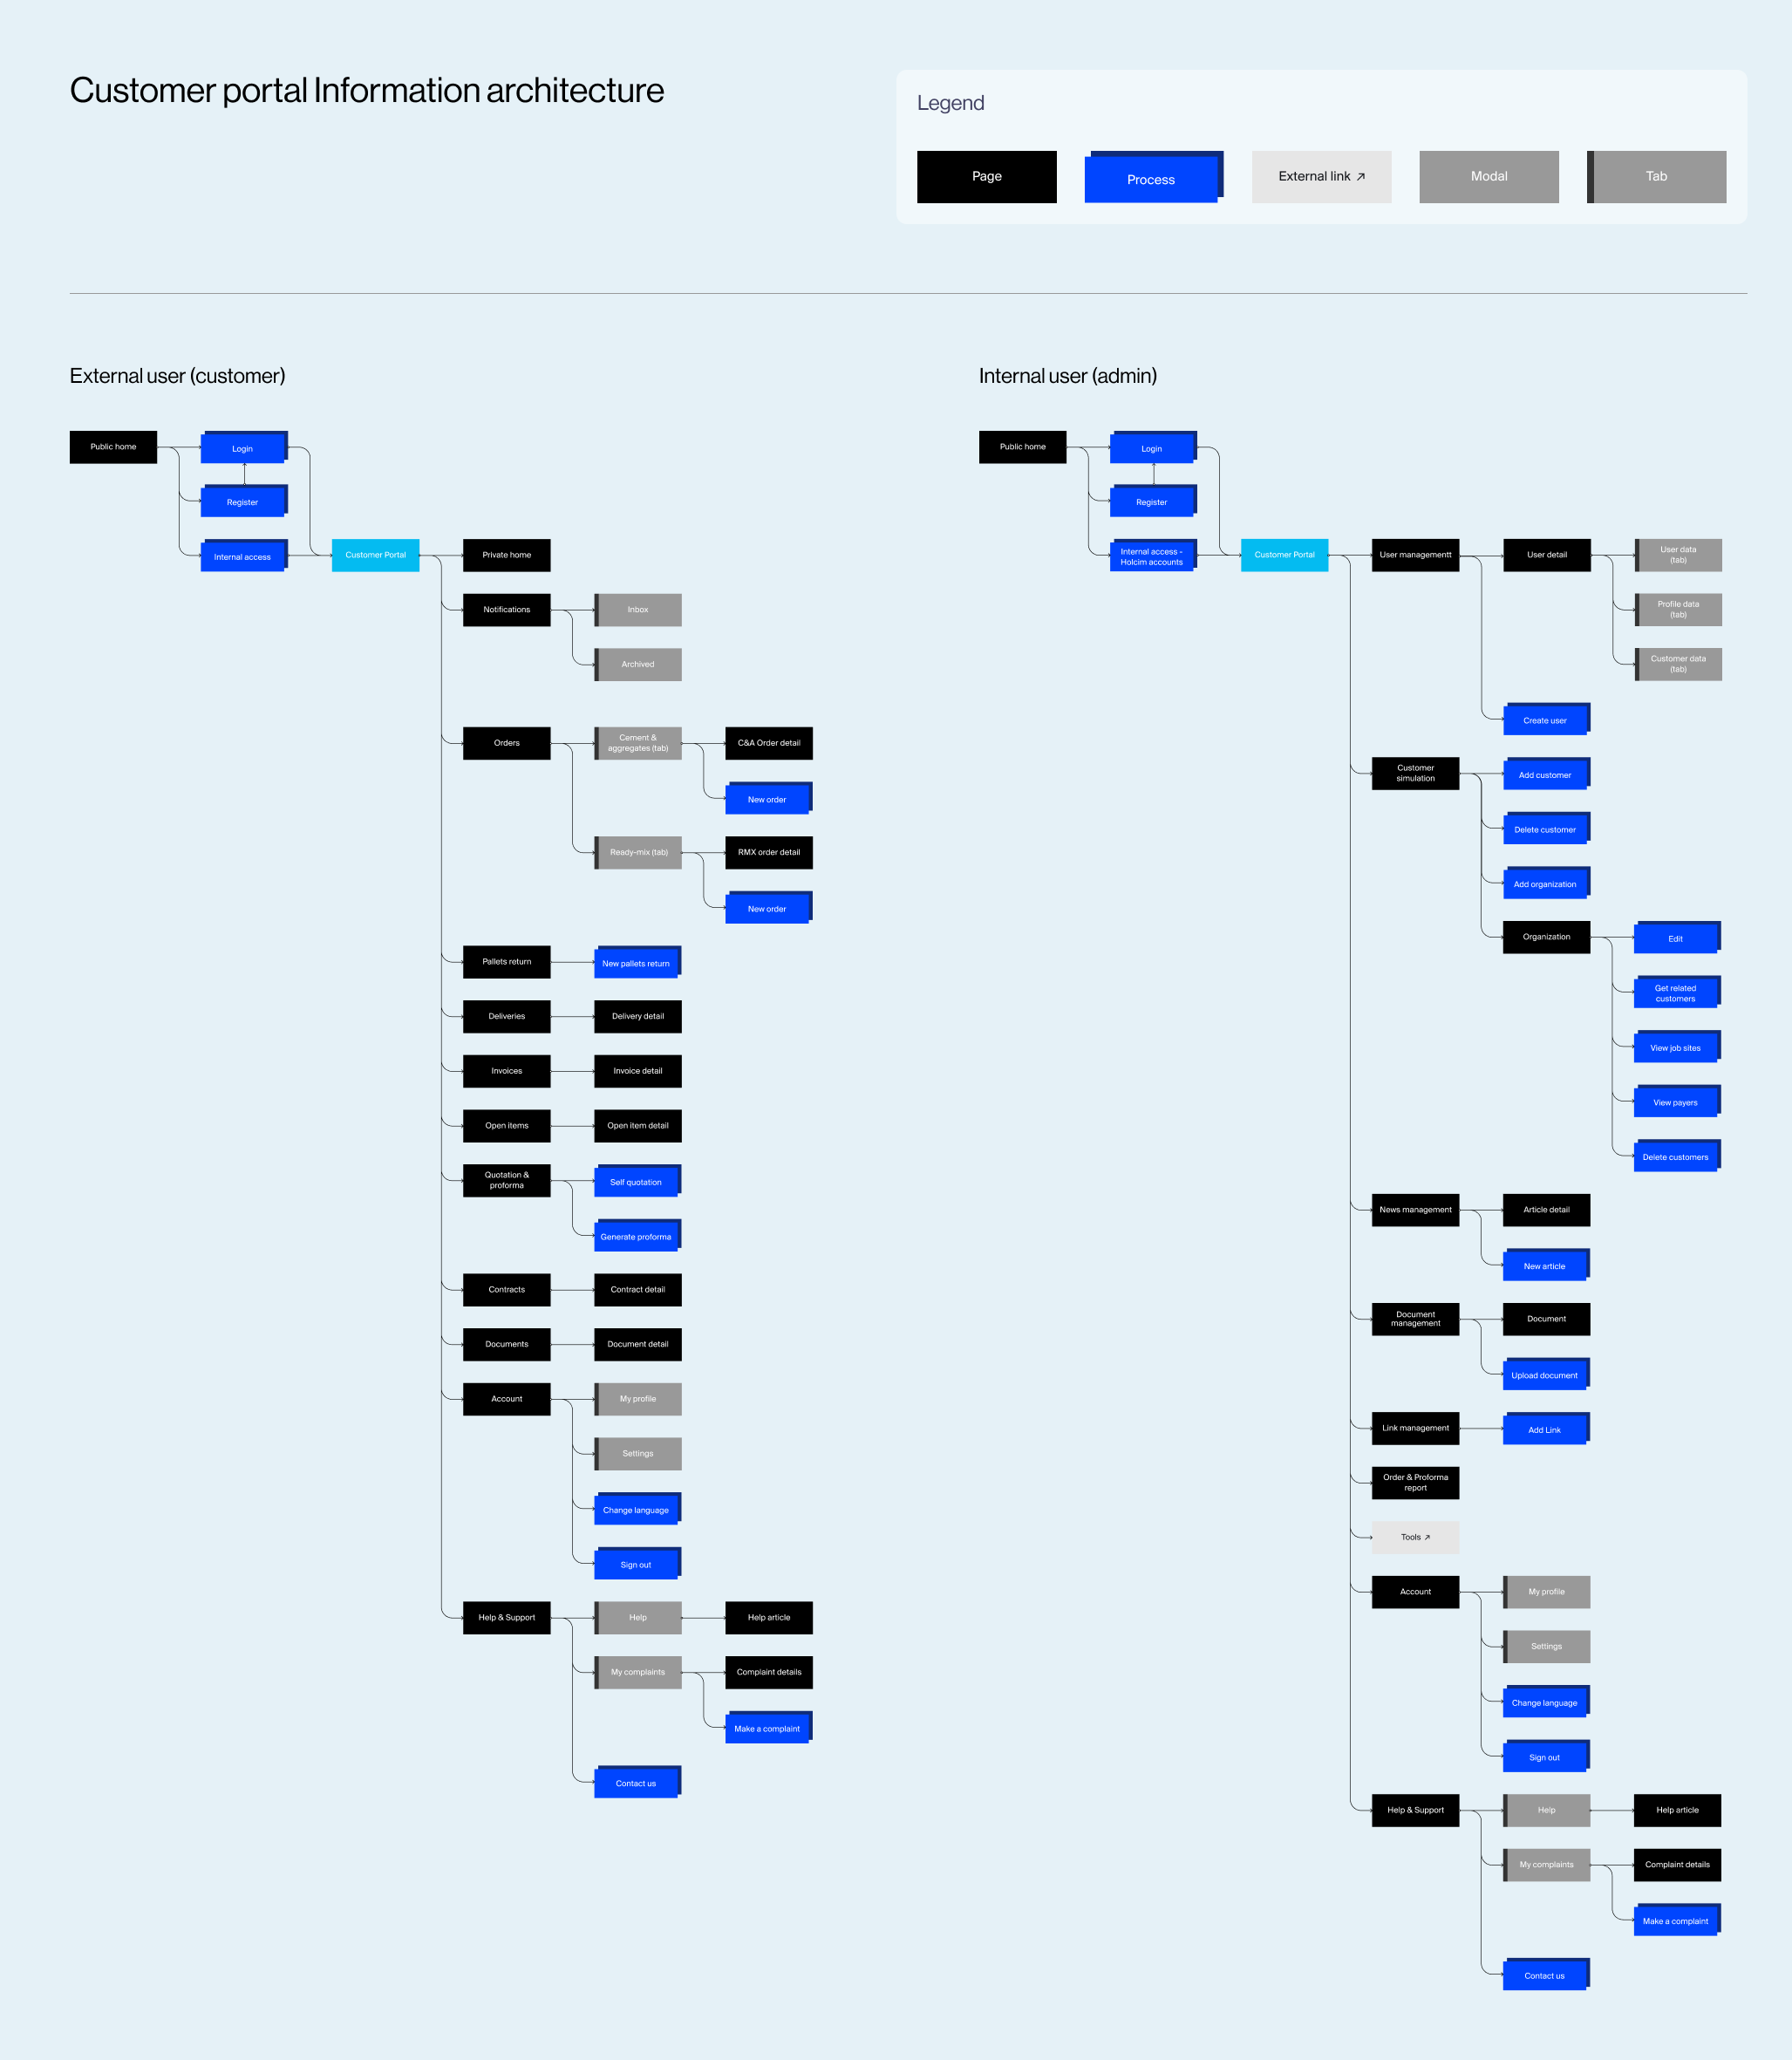 Customer portal Information architecture
Legend
Page
Process
External link ↗
Modal
Tab
External user (customer)
Public home
Login
Register
Internal access
Customer Portal
Private home
Notifications
Inbox
Archived
Orders
Cement &
aggregates (tab)
C&A Order detail
New order
Ready-mix (tab)
RMX order detail
New order
Pallets return
New pallets return
Deliveries
Delivery detail
Invoices
Invoice detail
Open items
Open item detail
Quotation &
proforma
Self quotation
Generate proforma
Contracts
Contract detail
Documents
Document detail
Account
My profile
Settings
Change language
Sign out
Help & Support
Help
Help article
My complaints
Complaint details
Make a complaint
Contact us
Internal user (admin)
Public home
Login
Register
Internal access -
Holcim accounts
Customer Portal
User managementt
User detail
User data
(tab)
Profile data
(tab)
Customer data
(tab)
Create user
Customer
simulation
Add customer
Delete customer
Add organization
Organization
Edit
Get related
customers
View job sites
View payers
Delete customers
News management
Article detail
New article
Document
management
Document
Upload document
Link management
Add Link
Order & Proforma
report
Tools ↗
Account
My profile
Settings
Change language
Sign out
Help & Support
Help
Help article
My complaints
Complaint details
Make a complaint
Contact us